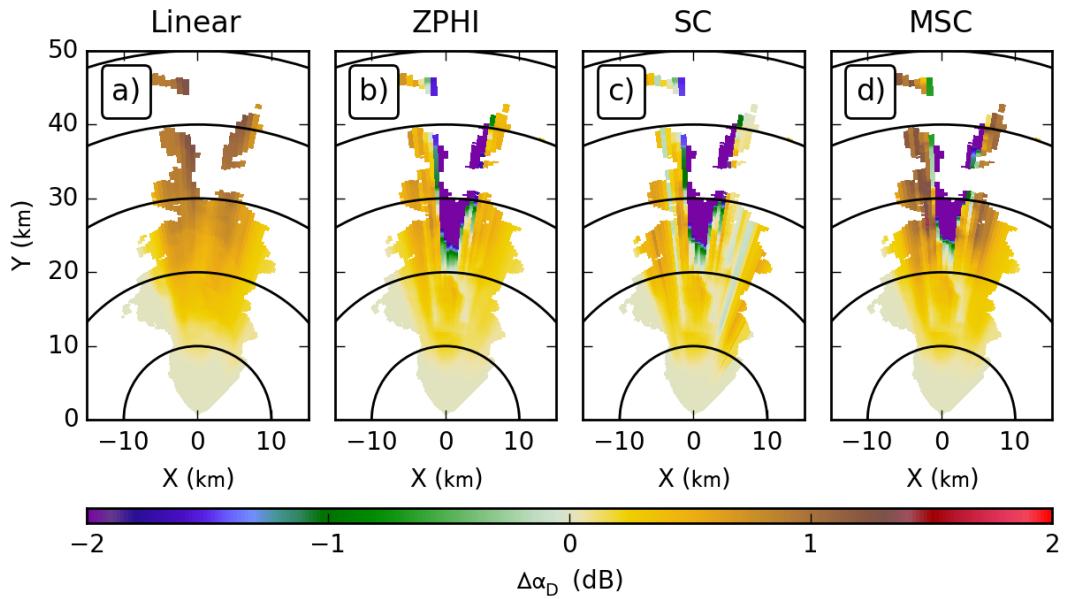 Linear ZPHI SC MSC
50
40
30
20
10
0
Y (km)
a) b) c) d)
−10 0 10 −10 0 10 −10 0 10 −10 0 10
X (km) X (km) X (km) X (km)
−2 −1 0 1 2
Δα_D (dB)